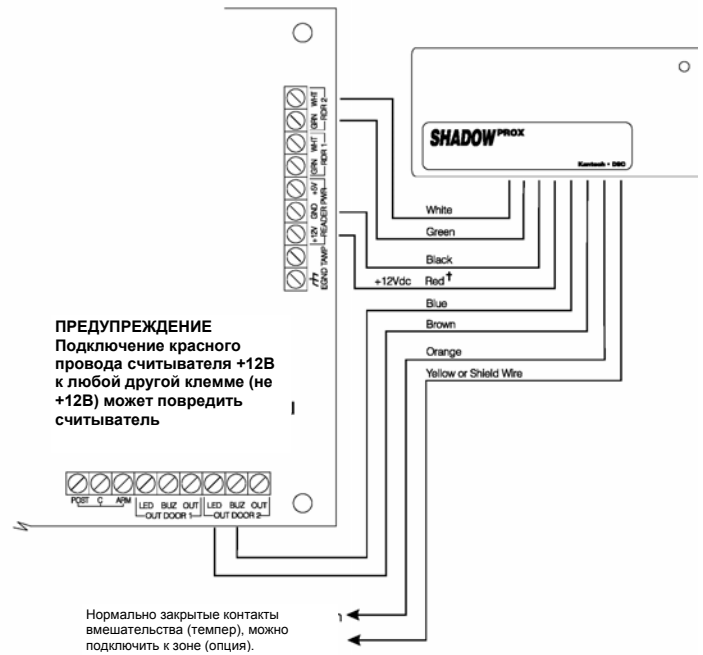 WHT
GRN
RDR 2
WHT
GRN
RDR 1
+5V
GND
+12V
READER PWR
TAMP
EGND
SHADOW PROX
Kantech • DSC
White
Green
Black
+12Vdc Red†
Blue
Brown
Orange
Yellow or Shield Wire
ПРЕДУПРЕЖДЕНИЕ
Подключение красного
провода считывателя +12В
к любой другой клемме (не
+12В) может повредить
считыватель
POST C ARM LED BUZ OUT LED BUZ OUT
OUT DOOR 1 OUT DOOR 2
Нормально закрытые контакты
вмешательства (темпер), можно
подключить к зоне (опция).